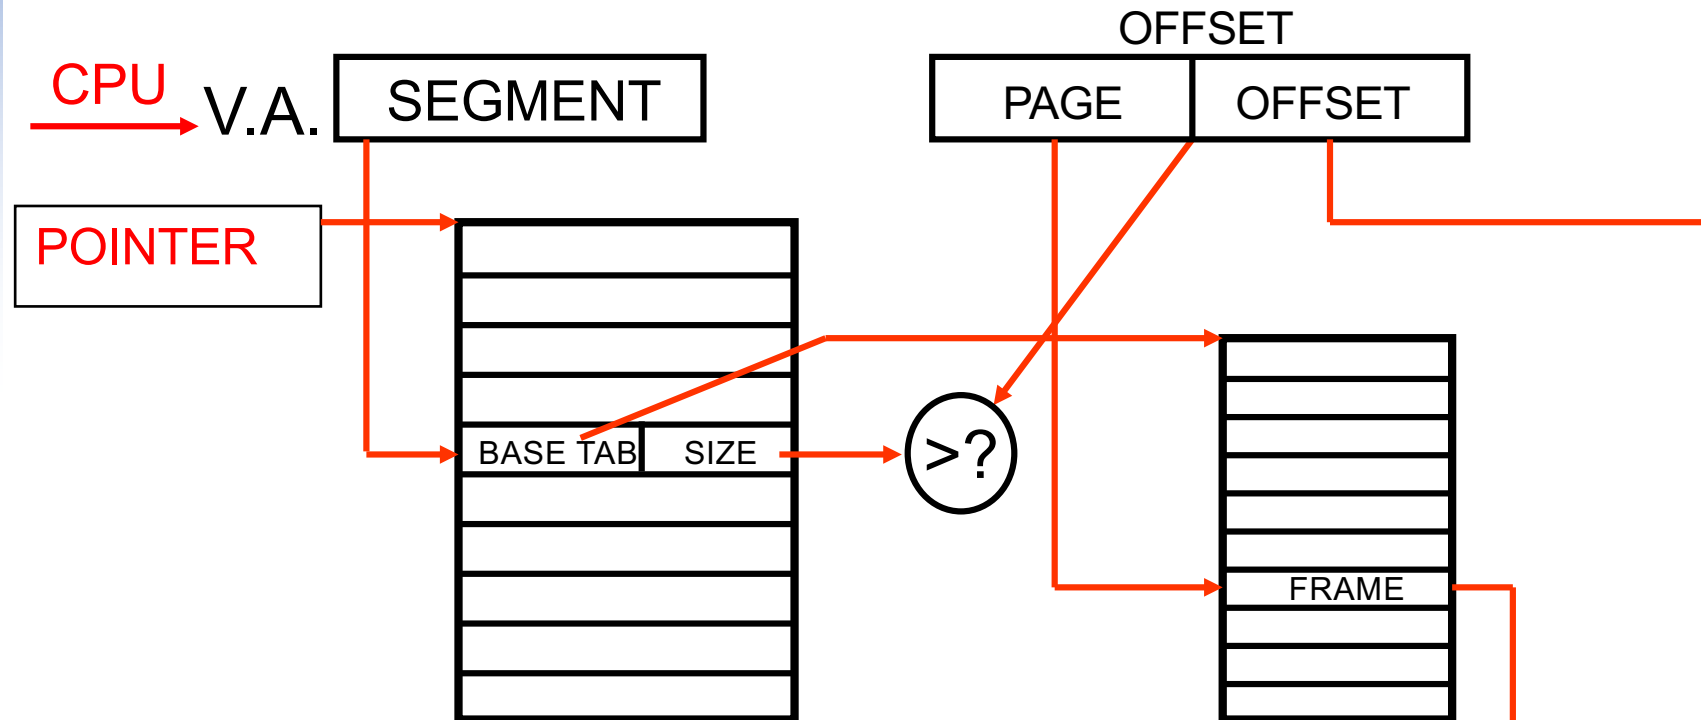 OFFSET
CPU
V.A.
SEGMENT
PAGE
OFFSET
POINTER
BASE TAB
SIZE
>?
FRAME